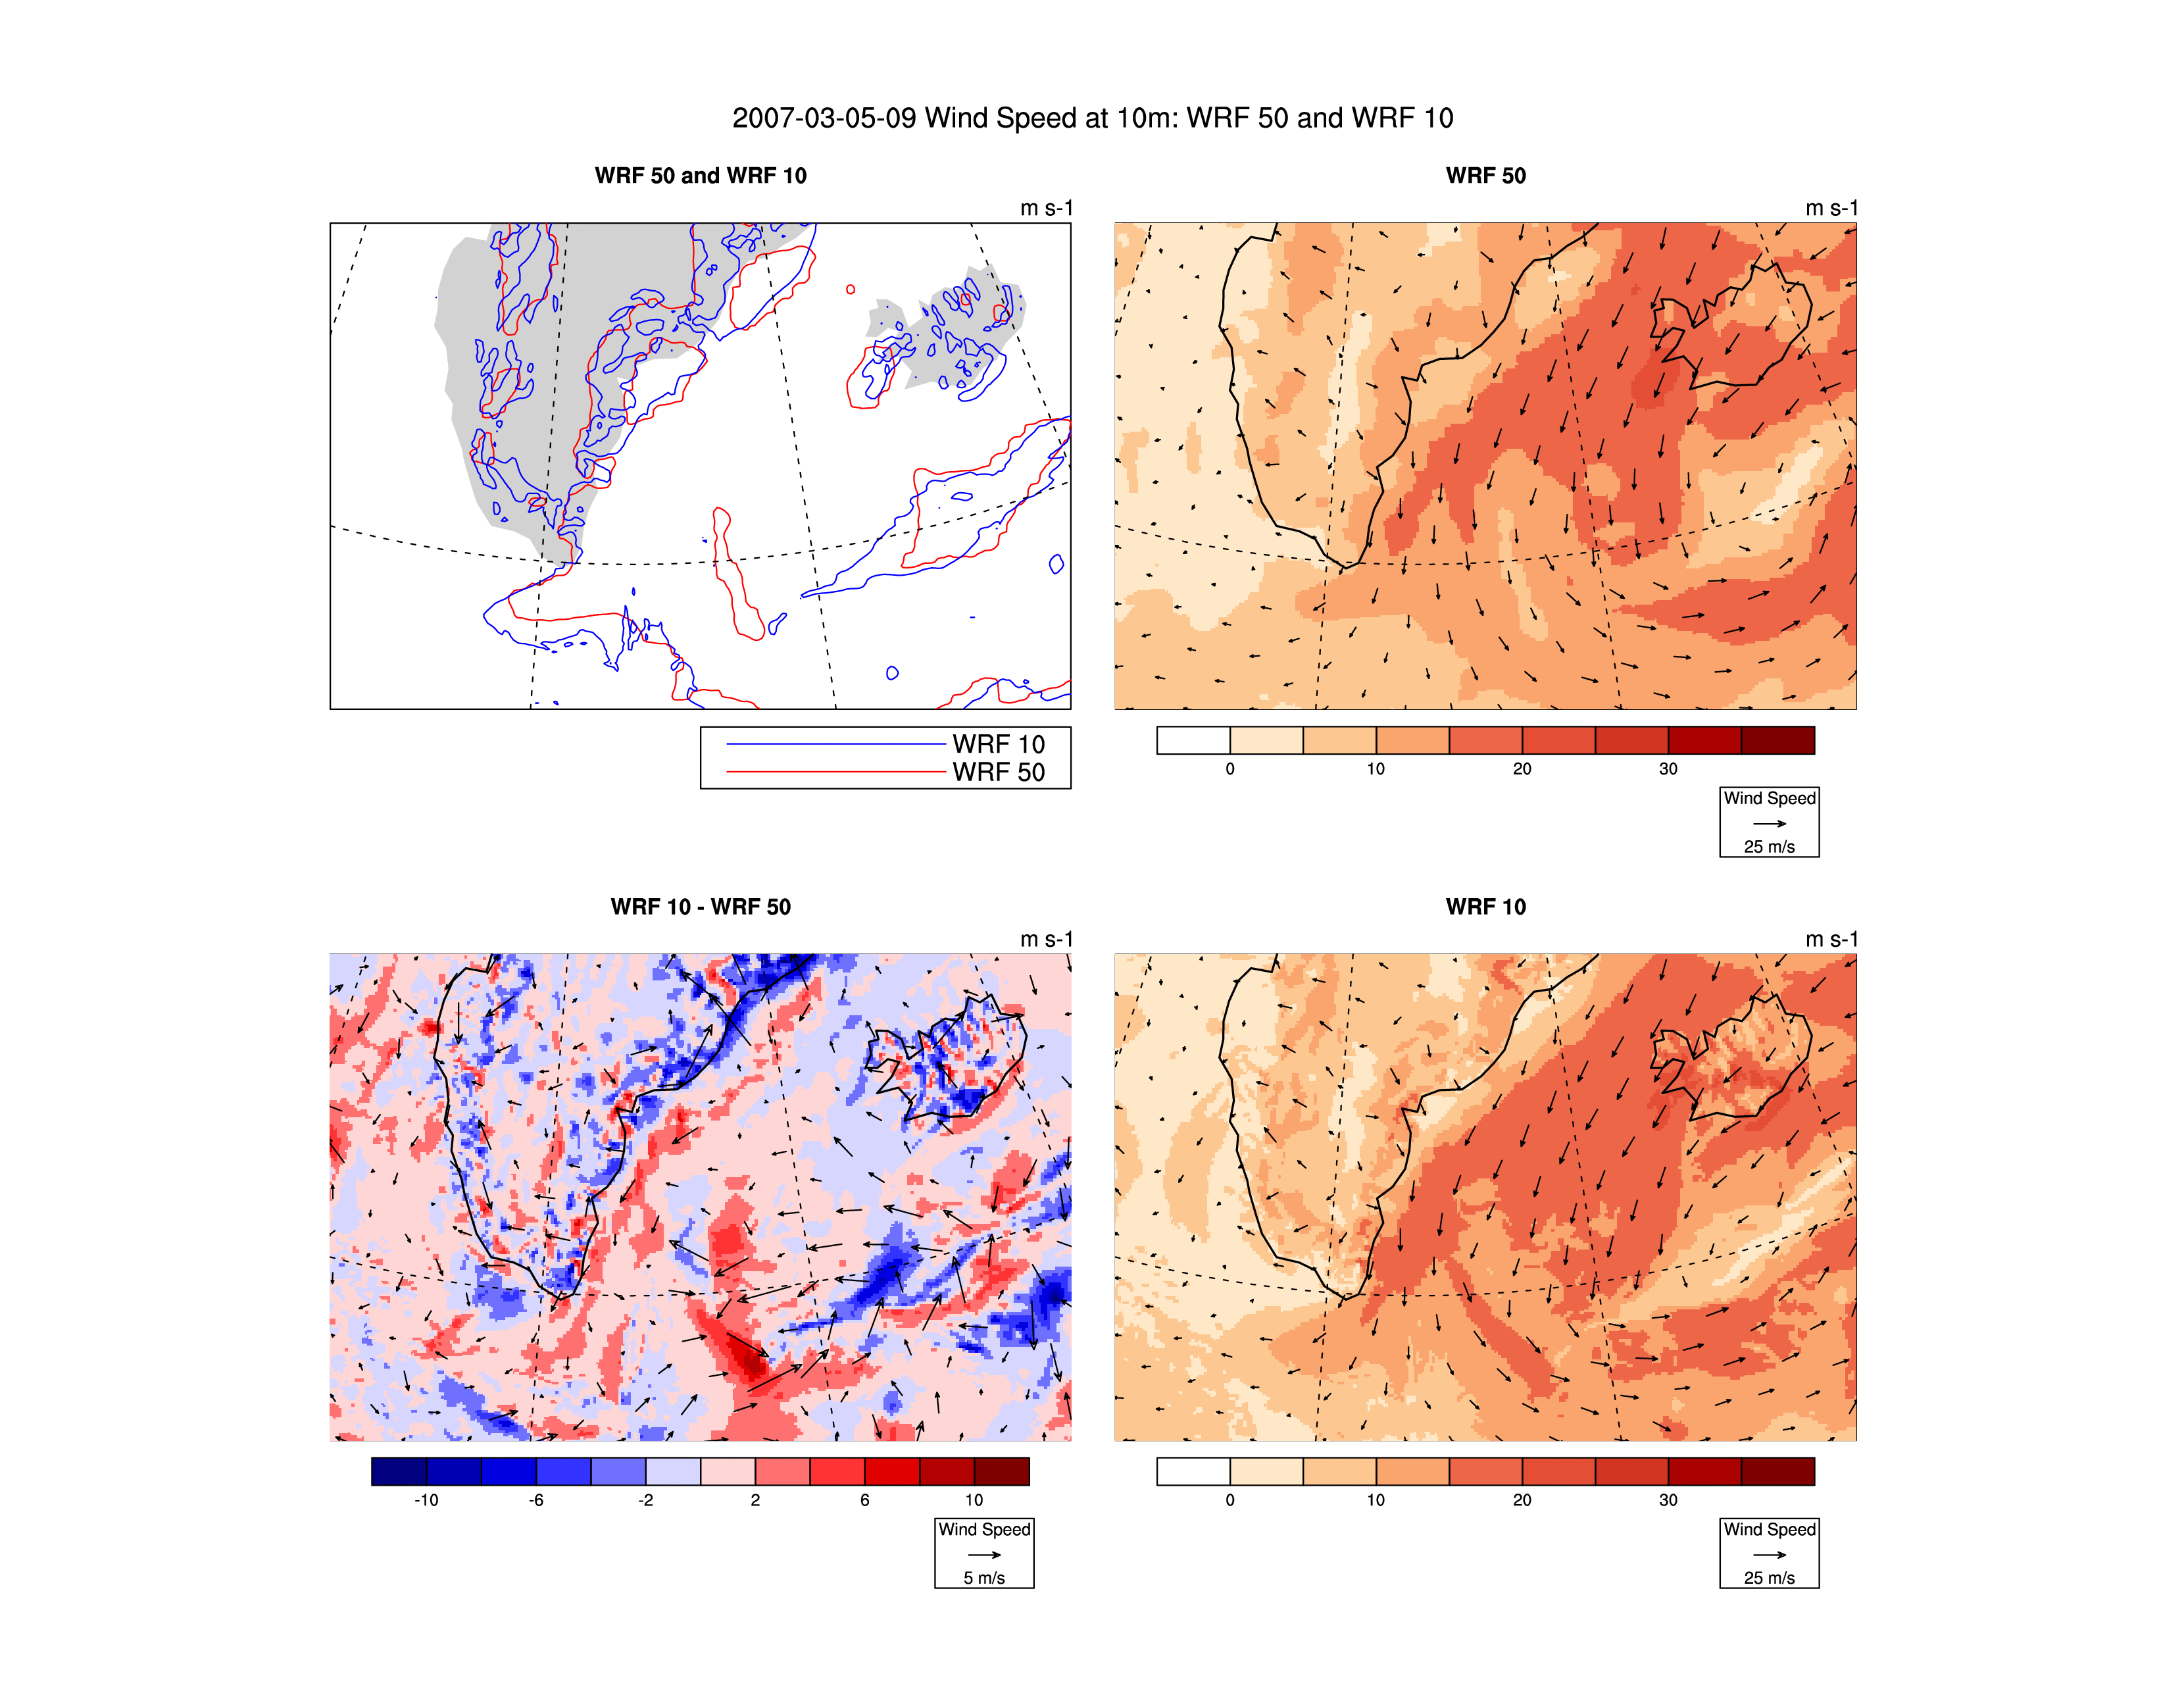 2007-03-05-09 Wind Speed at 10m: WRF 50 and WRF 10
WRF 50 and WRF 10
m s-1
WRF 10
WRF 50
WRF 50
m s-1
0 10 20 30
Wind Speed
25 m/s
WRF 10 - WRF 50
m s-1
-10 -6 -2 2 6 10
Wind Speed
5 m/s
WRF 10
m s-1
0 10 20 30
Wind Speed
25 m/s